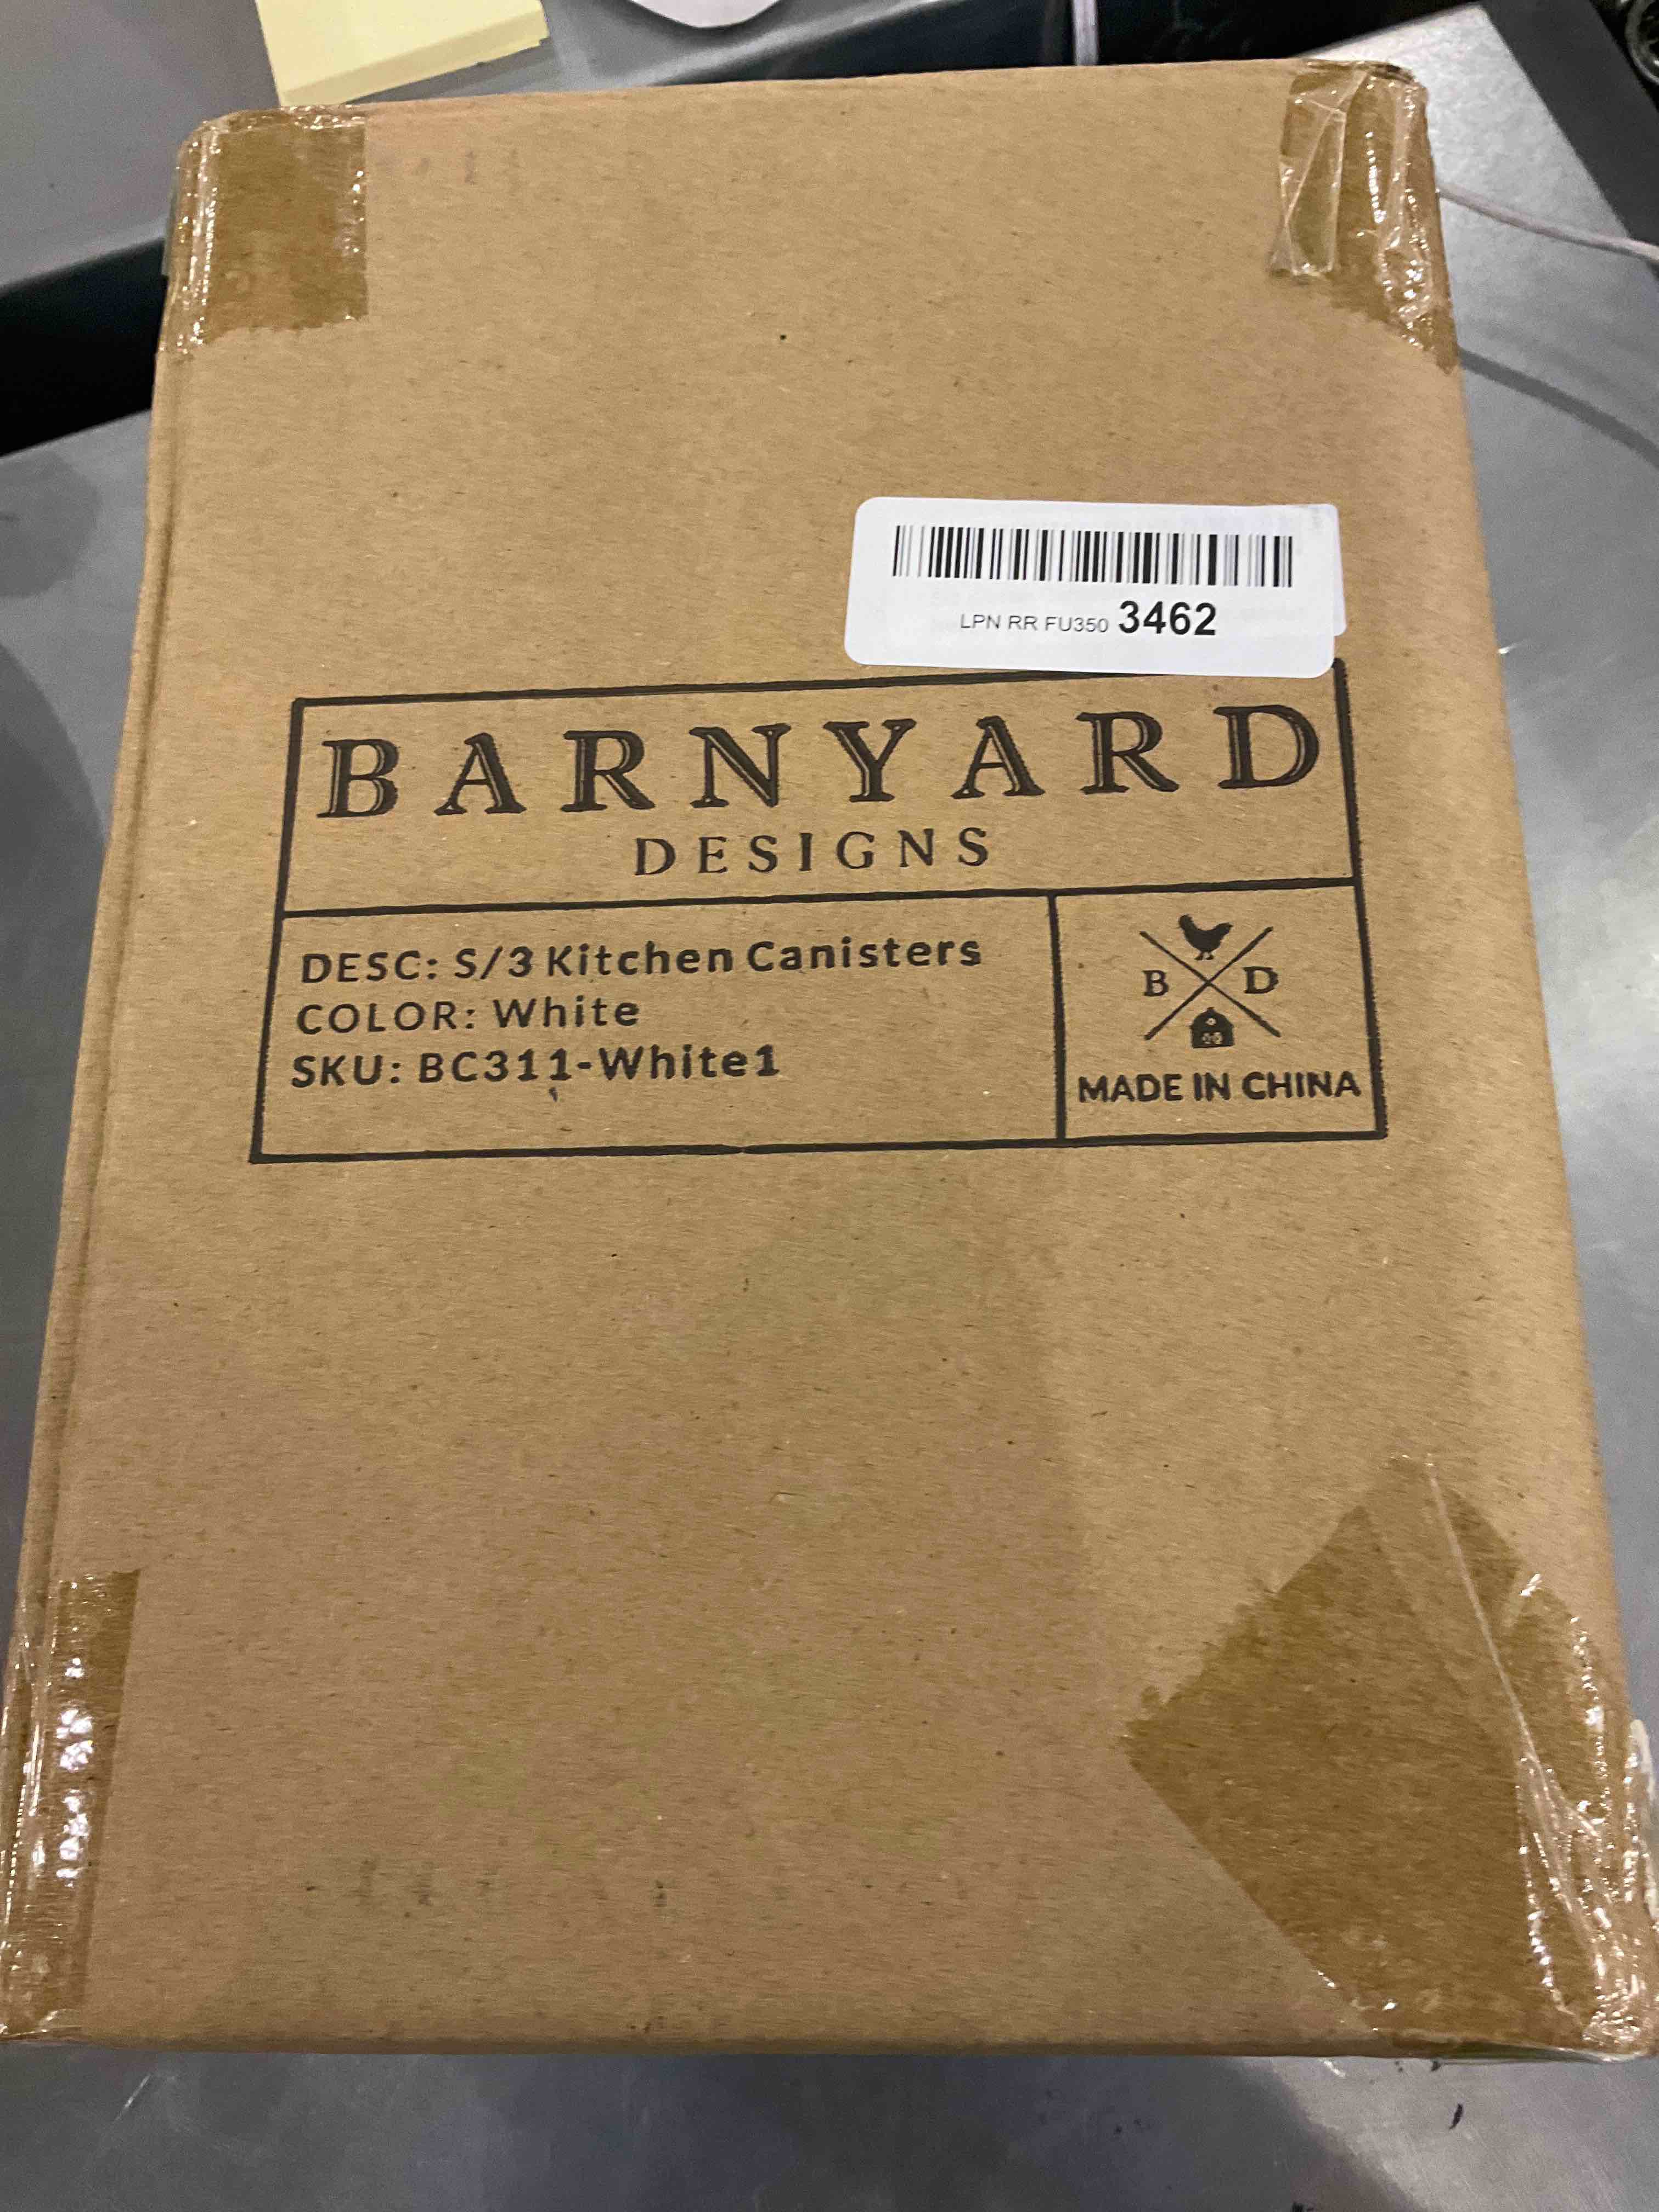 LPN RR FU350 3462
BARNYARD
DESIGNS
DESC: S/3 Kitchen Canisters
COLOR: White
SKU: BC311-White1
B D
MADE IN CHINA